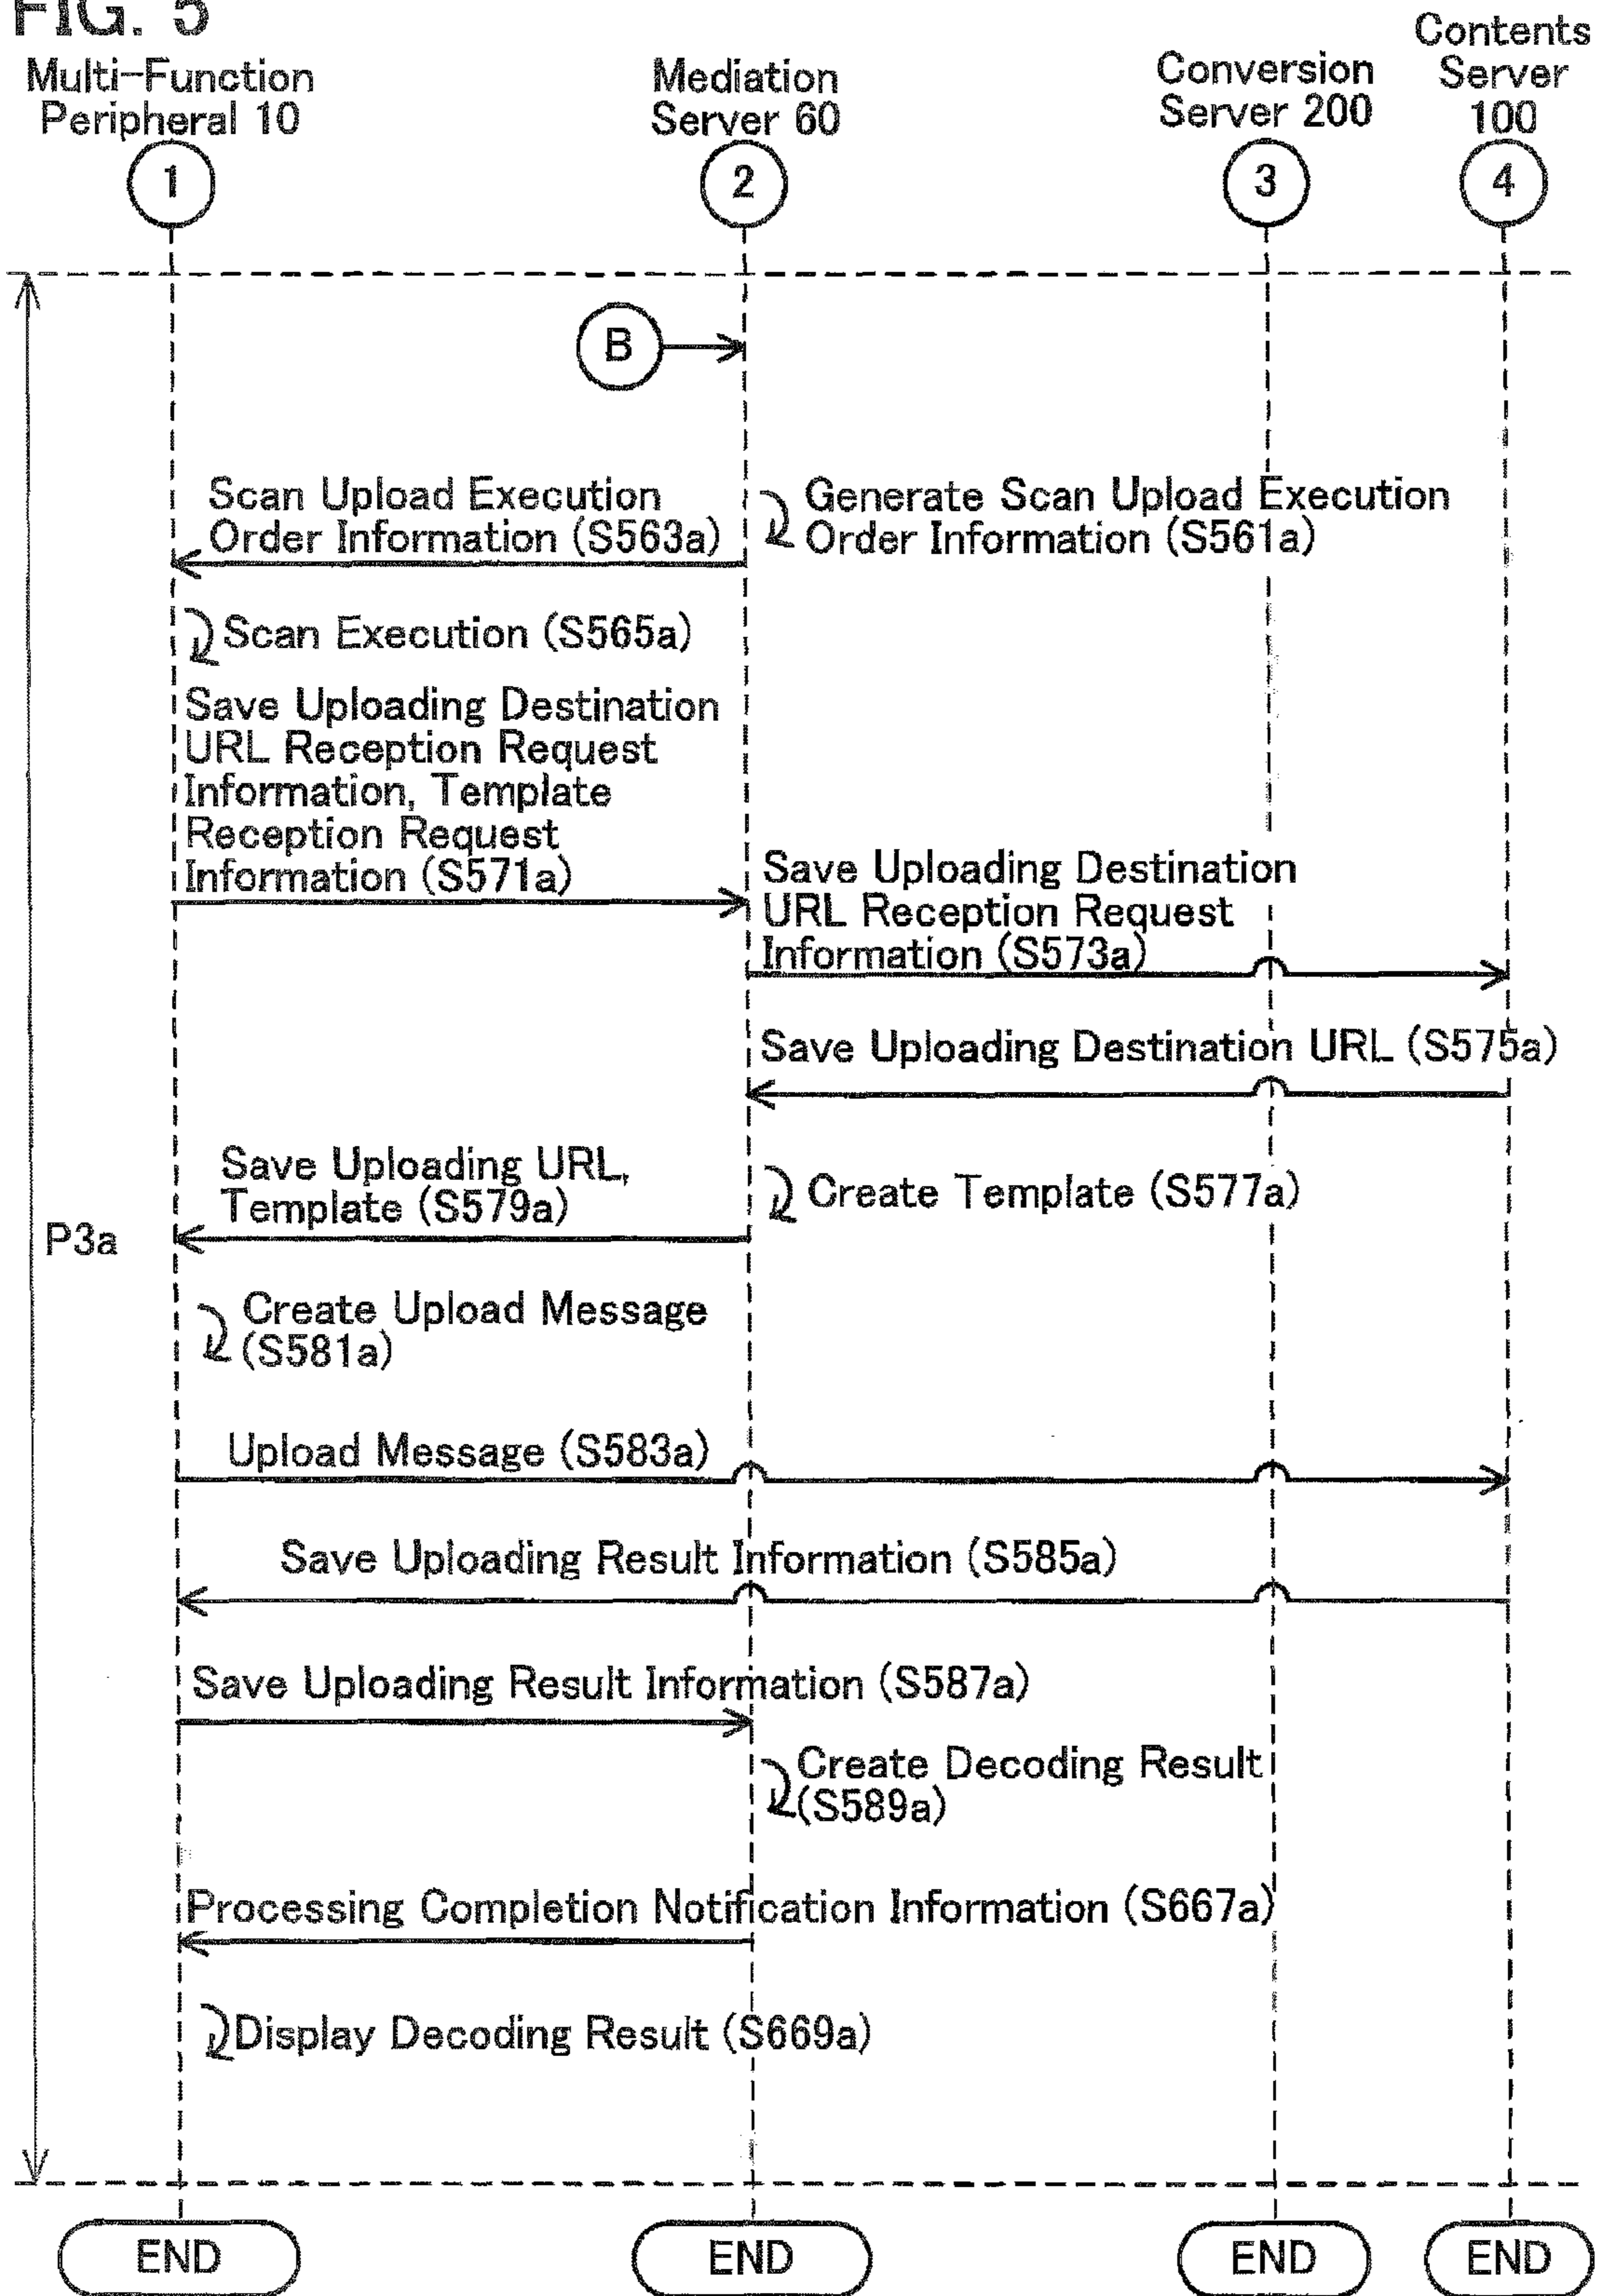 FIG. 5
Multi-Function
Peripheral 10
Mediation
Server 60
Conversion
Server 200
Contents
Server
100
1
2
3
4
B
Scan Upload Execution
Order Information (S563a)
Generate Scan Upload Execution
Order Information (S561a)
Scan Execution (S565a)
Save Uploading Destination
URL Reception Request
Information, Template
Reception Request
Information (S571a)
Save Uploading Destination
URL Reception Request
Information (S573a)
Save Uploading Destination URL (S575a)
Save Uploading URL,
Template (S579a)
Create Template (S577a)
P3a
Create Upload Message
(S581a)
Upload Message (S583a)
Save Uploading Result Information (S585a)
Save Uploading Result Information (S587a)
Create Decoding Result
(S589a)
Processing Completion Notification Information (S667a)
Display Decoding Result (S669a)
END
END
END
END